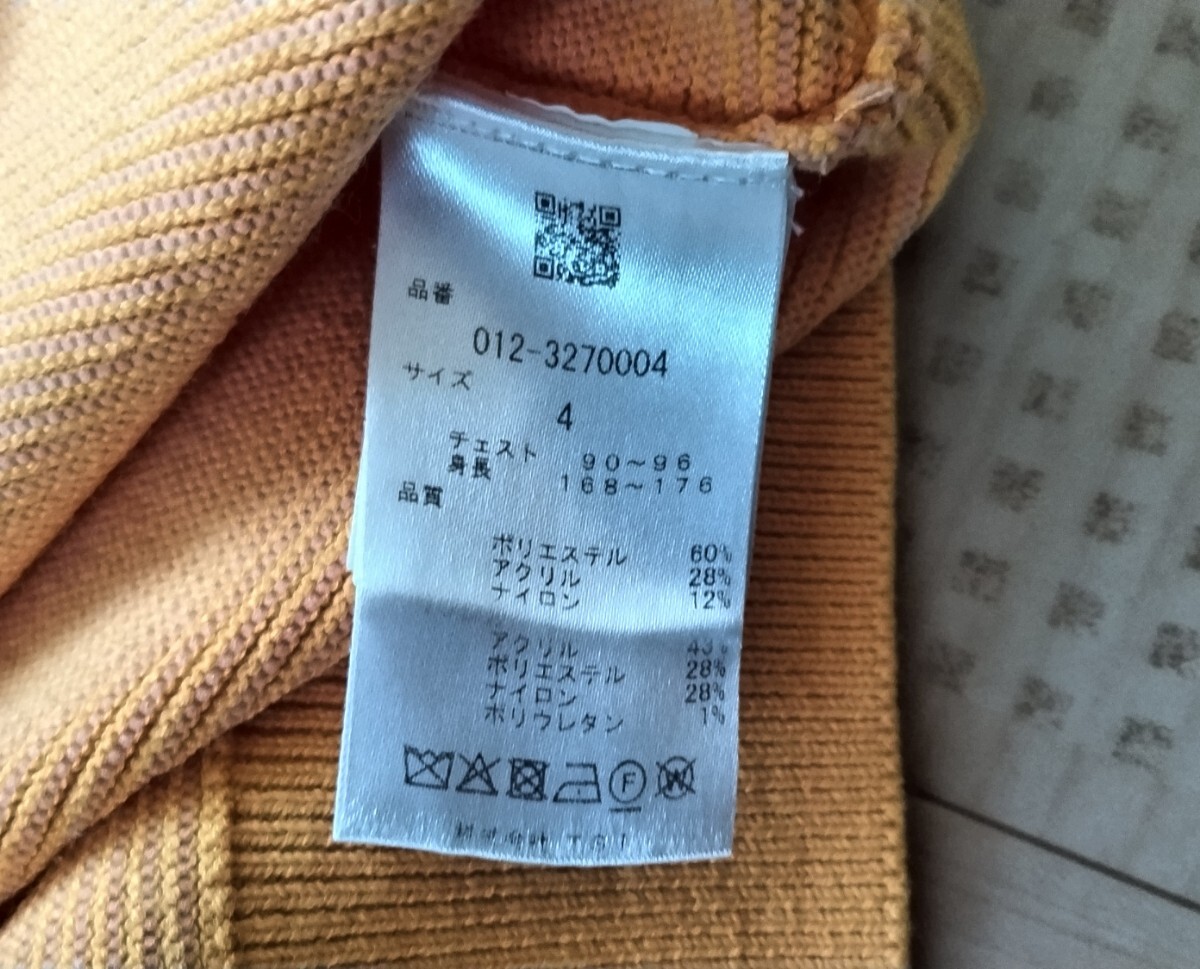 品番
012-3270004
サイズ
4
チェスト 90～96
身長 168～176
品質
ポリエステル 60%
アクリル 28%
ナイロン 12%
アクリル 43%
ポリエステル 28%
ナイロン 28%
ポリウレタン 1%
F
W